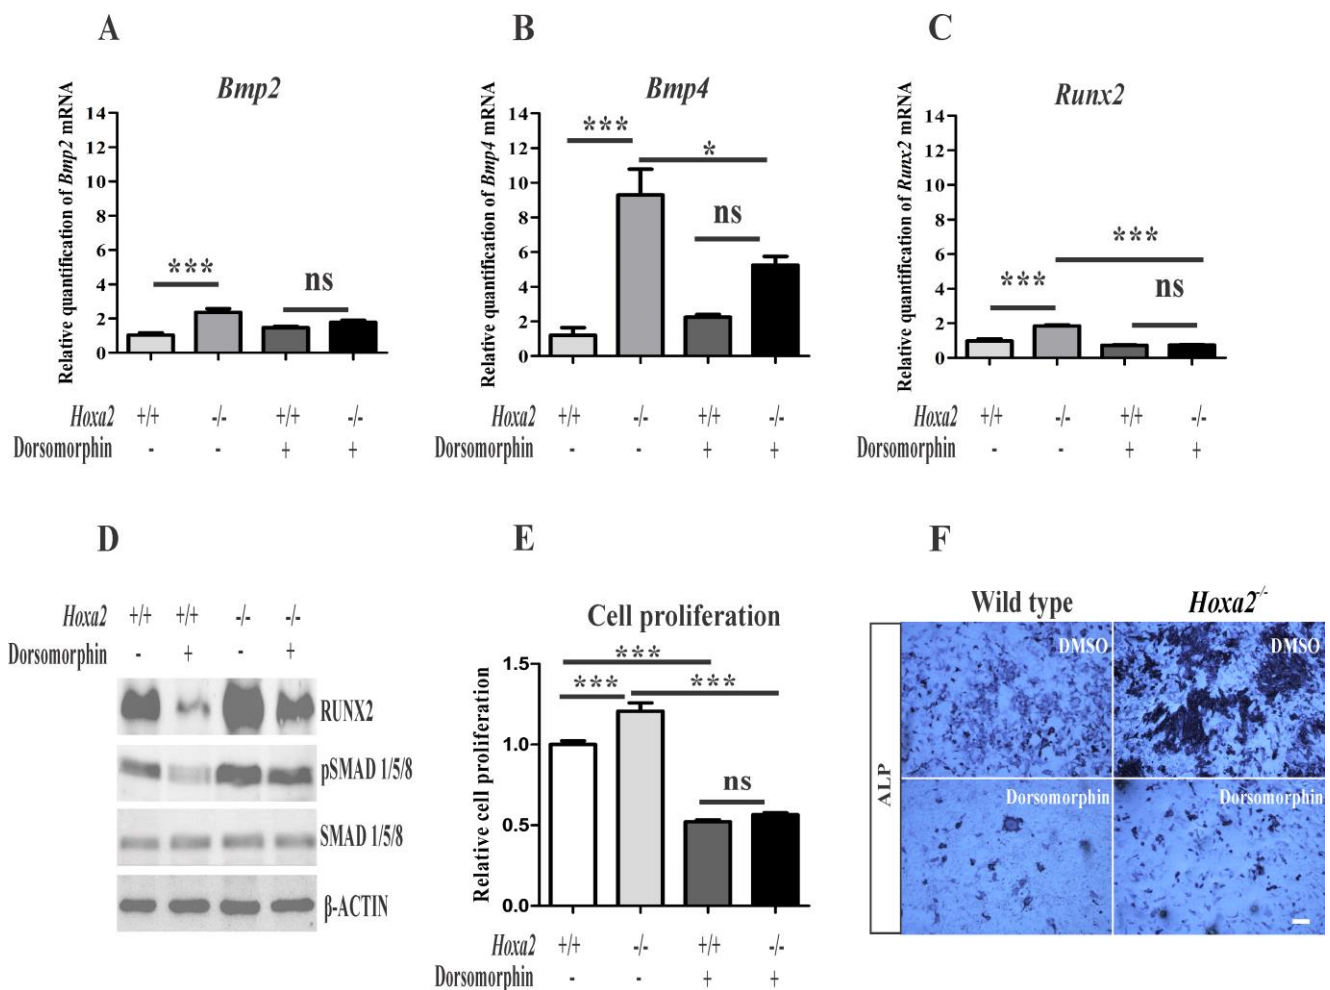 A
B
C
Bmp2
Bmp4
Runx2
Relative quantification of Bmp2 mRNA
14
12
10
8
6
4
2
0
***
ns
Hoxa2 +/+ -/- +/+ -/-
Dorsomorphin - - + +
Relative quantification of Bmp4 mRNA
14
12
10
8
6
4
2
0
***
*
ns
+/+ -/- +/+ -/-
- - + +
Relative quantification of Runx2 mRNA
14
12
10
8
6
4
2
0
***
***
ns
Hoxa2 +/+ -/- +/+ -/-
Dorsomorphin - - + +
D
E
F
Hoxa2 +/+ +/+ -/- -/-
Dorsomorphin - + - +
RUNX2
pSMAD 1/5/8
SMAD 1/5/8
β-ACTIN
Cell proliferation
Relative cell proliferation
1.5
1.0
0.5
0.0
***
***
***
ns
Hoxa2 +/+ -/- +/+ -/-
Dorsomorphin - - + +
Wild type
Hoxa2-/-
ALP
DMSO
DMSO
Dorsomorphin
Dorsomorphin